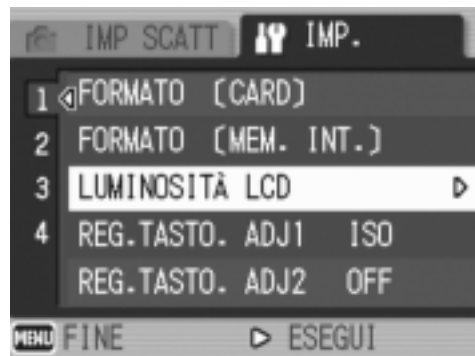 IMP SCATT IMP.
1 FORMATO [CARD]
2 FORMATO [MEM. INT.]
3 LUMINOSITÀ LCD
4 REG.TASTO. ADJ1 ISO
REG.TASTO. ADJ2 OFF
MENU FINE ESEGUI